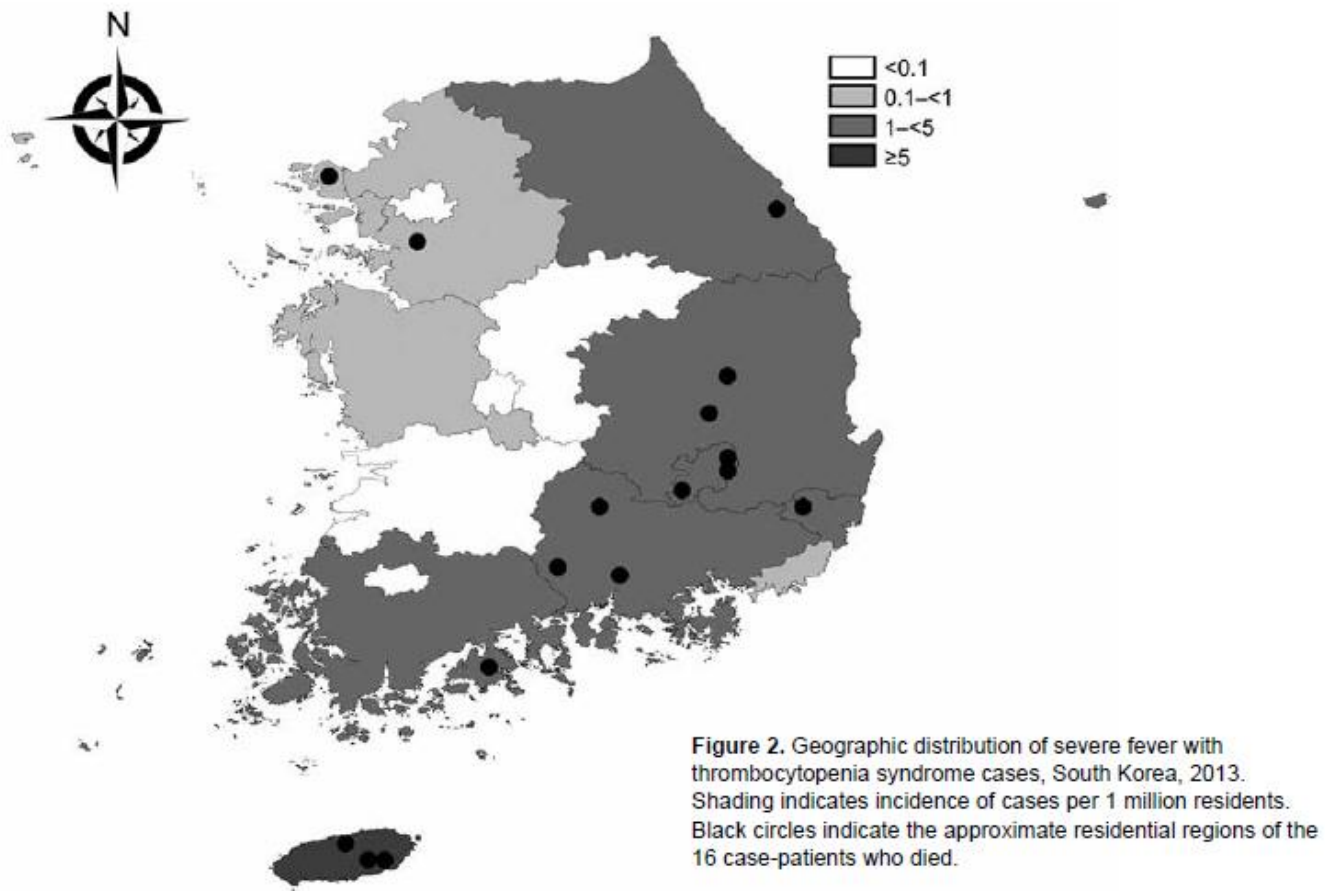 N
<0.1
0.1–<1
1–<5
≥5
Figure 2. Geographic distribution of severe fever with
thrombocytopenia syndrome cases, South Korea, 2013.
Shading indicates incidence of cases per 1 million residents.
Black circles indicate the approximate residential regions of the
16 case-patients who died.